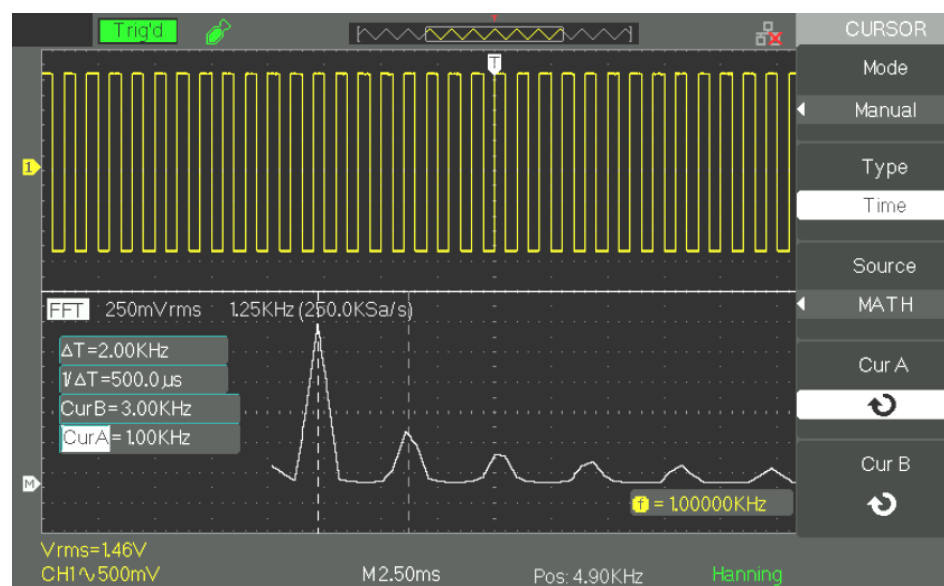 Trig'd
CURSOR
Mode
Manual
Type
Time
Source
MATH
Cur A
Cur B
T
1
FFT 250mVrms 1.25KHz (250.0KSa/s)
ΔT=2.00KHz
1/ΔT=500.0µs
CurB=3.00KHz
CurA=1.00KHz
M
f = 1.00000KHz
Vrms=1.46V
CH1∿500mV M2.50ms Pos: 4.90KHz Hanning